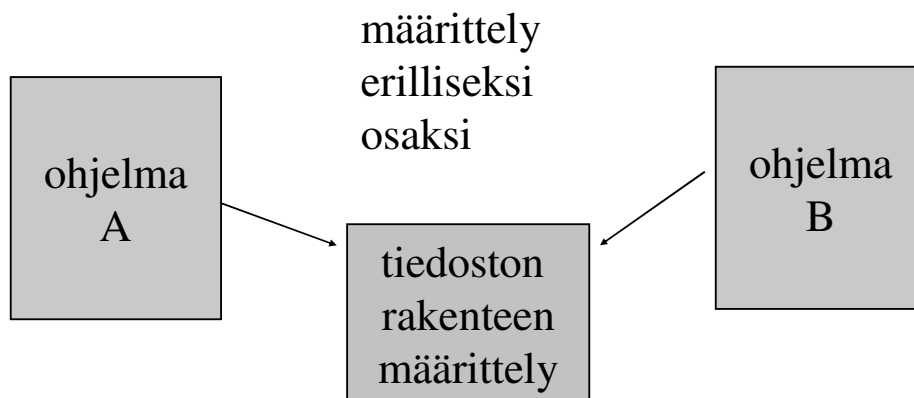 määrittely
erilliseksi
osaksi
ohjelma
A
ohjelma
B
tiedoston
rakenteen
määrittely